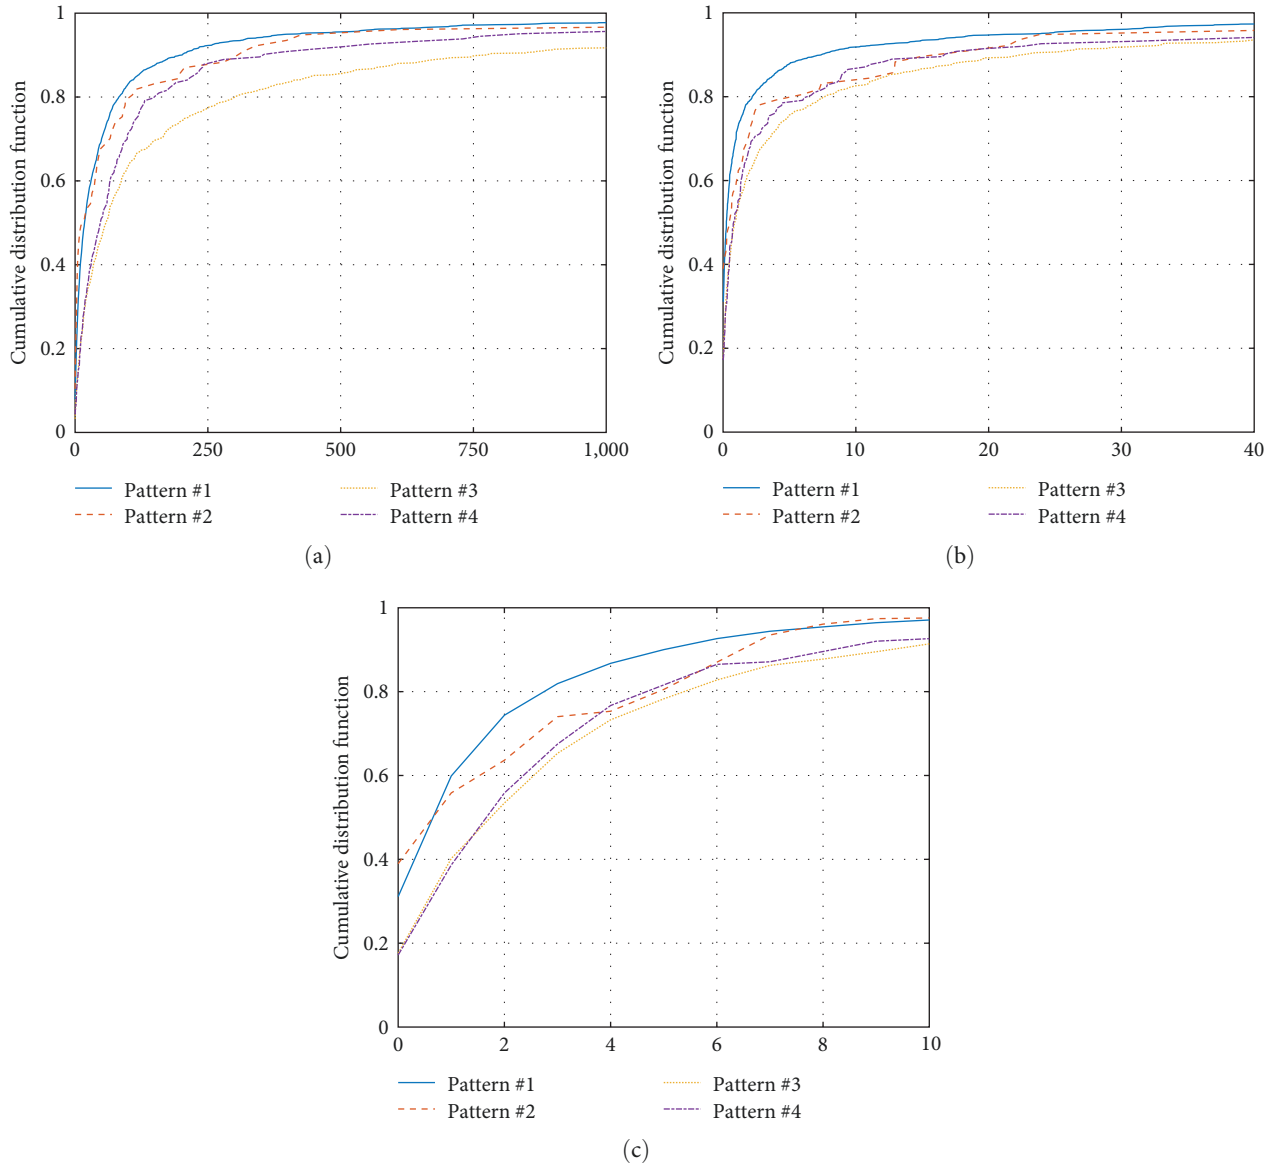 Cumulative distribution function
1
0.8
0.6
0.4
0.2
0
0 250 500 750 1,000
Pattern #1 Pattern #3
Pattern #2 Pattern #4
(a)
Cumulative distribution function
1
0.8
0.6
0.4
0.2
0
0 10 20 30 40
Pattern #1 Pattern #3
Pattern #2 Pattern #4
(b)
Cumulative distribution function
1
0.8
0.6
0.4
0.2
0
0 2 4 6 8 10
Pattern #1 Pattern #3
Pattern #2 Pattern #4
(c)